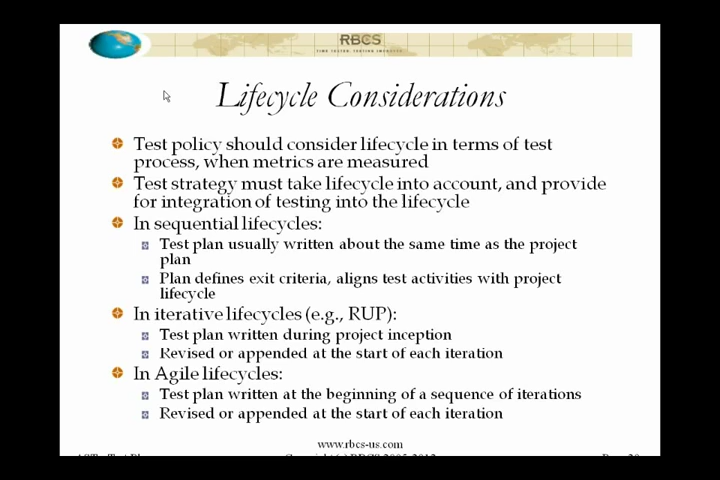 RBCS
Lifecycle Considerations
Test policy should consider lifecycle in terms of test
process, when metrics are measured
Test strategy must take lifecycle into account, and provide
for integration of testing into the lifecycle
In sequential lifecycles:
Test plan usually written about the same time as the project
plan
Plan defines exit criteria, aligns test activities with project
lifecycle
In iterative lifecycles (e.g., RUP):
Test plan written during project inception
Revised or appended at the start of each iteration
In Agile lifecycles:
Test plan written at the beginning of a sequence of iterations
Revised or appended at the start of each iteration
www.rbcs-us.com